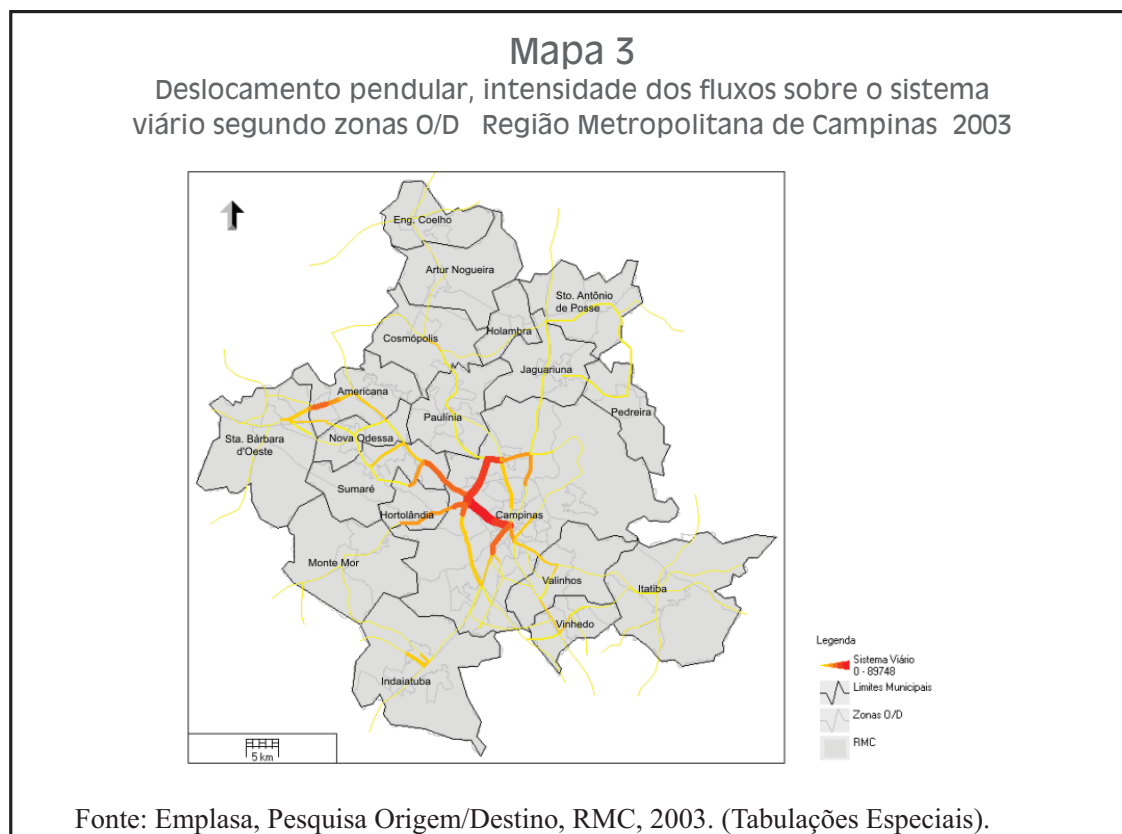 Mapa 3
Deslocamento pendular, intensidade dos fluxos sobre o sistema
viário segundo zonas O/D Região Metropolitana de Campinas 2003
Eng. Coelho
Artur Nogueira
Sto. Antônio
de Posse
Holambra
Cosmópolis
Jaguariuna
Americana
Paulínia
Pedreira
Nova Odessa
Sta. Bárbara
d'Oeste
Sumaré
Hortolândia
Campinas
Monte Mor
Valinhos
Itatiba
Vinhedo
Indaiatuba
5 km
Legenda
Sistema Viário
0 - 89748
Limites Municipais
Zonas O/D
RMC
Fonte: Emplasa, Pesquisa Origem/Destino, RMC, 2003. (Tabulações Especiais).